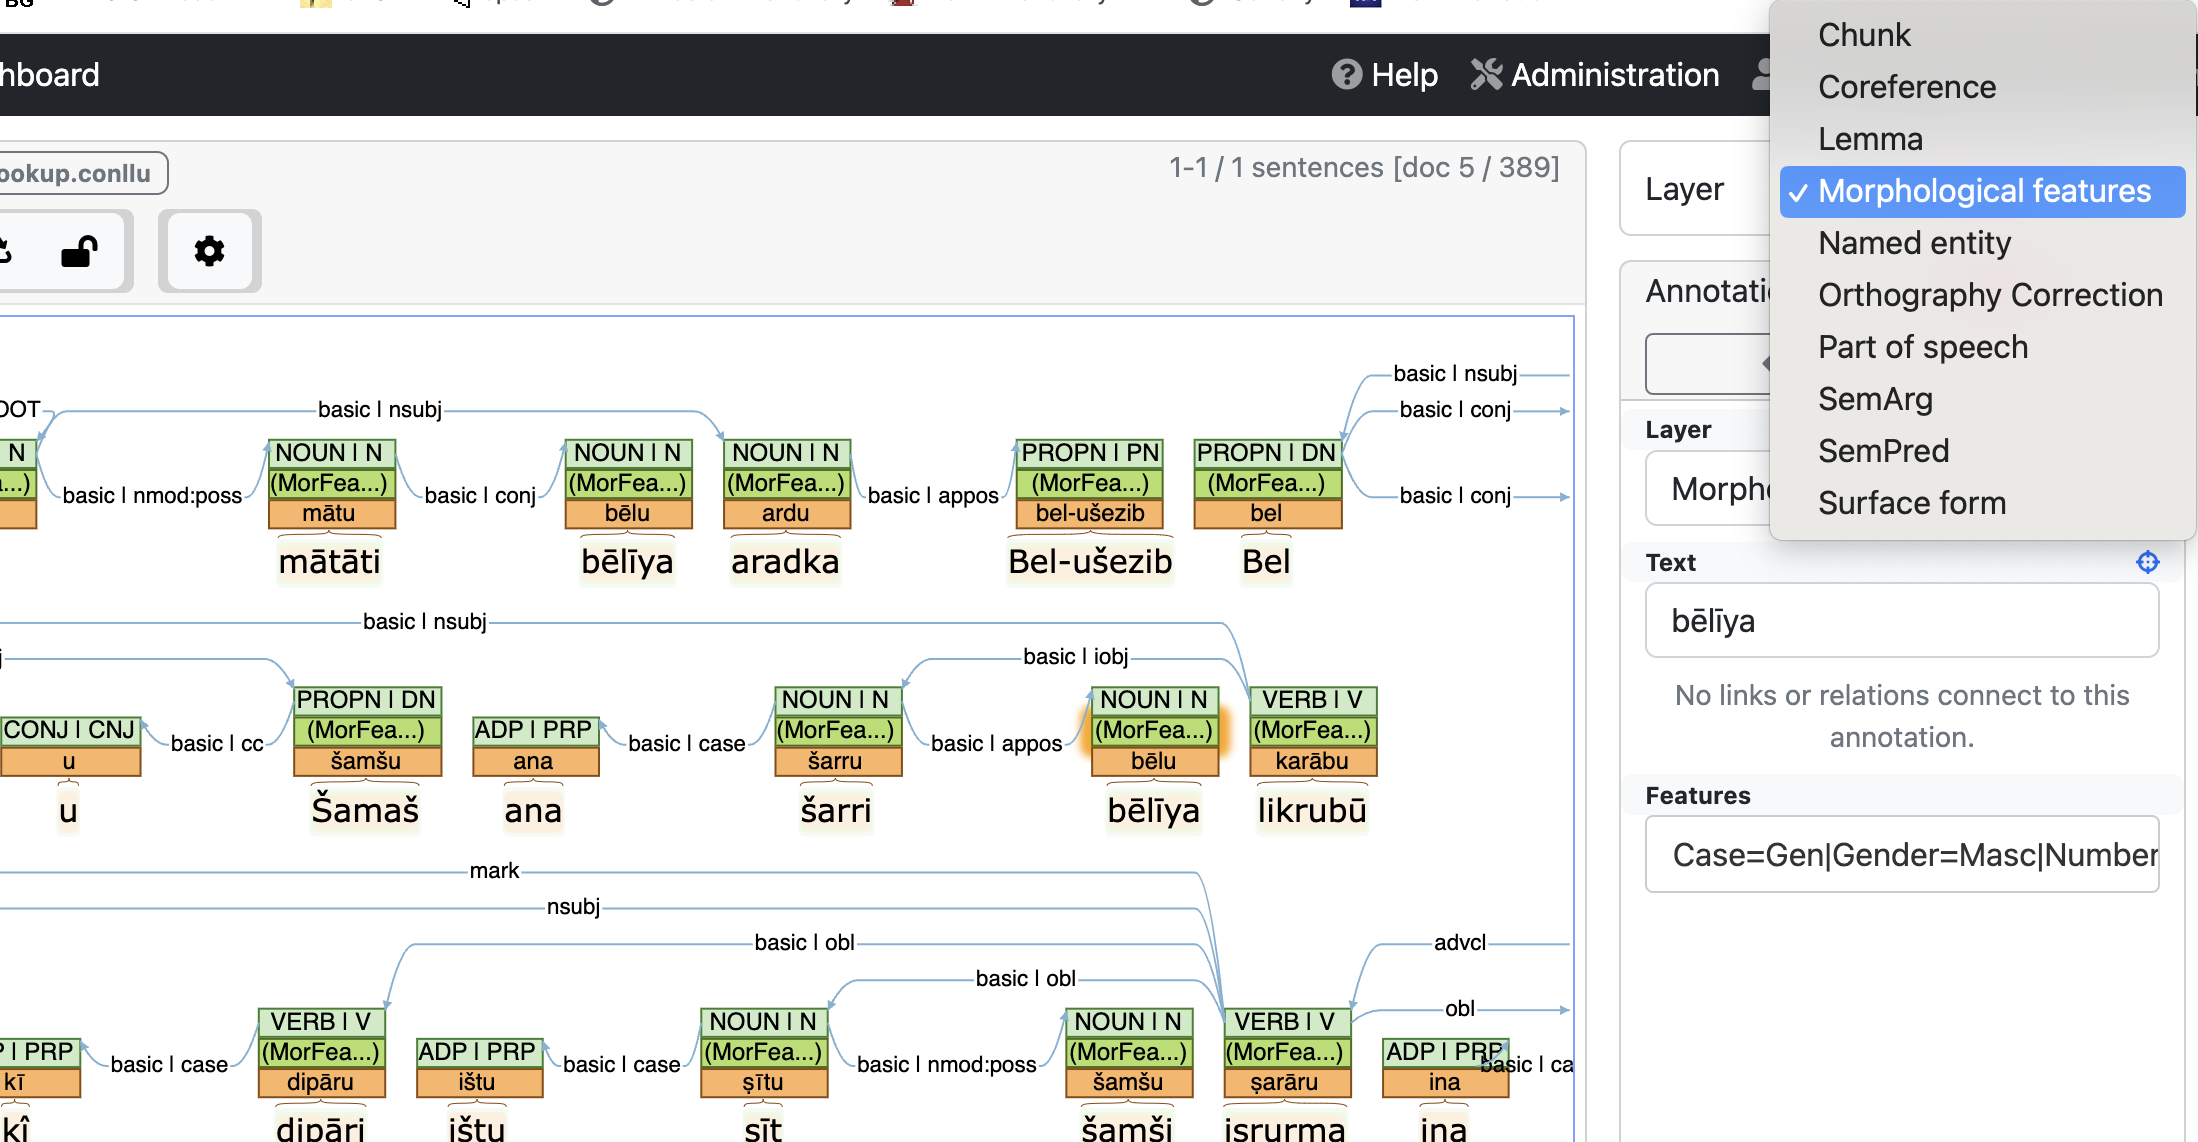 hboard Help Administration
ookup.conllu
1-1 / 1 sentences [doc 5 / 389]
OOT basic | nsubj basic | nsubj
basic | conj
N NOUN | N NOUN | N NOUN | N PROPN | PN PROPN | DN
a...) (MorFea...) (MorFea...) (MorFea...) (MorFea...) (MorFea...)
basic | nmod:poss basic | conj basic | appos basic | conj
mātu bēlu ardu bel-ušezib bel
mātāti bēlīya aradka Bel-ušezib Bel
basic | nsubj
j basic | iobj
PROPN | DN NOUN | N NOUN | N VERB | V
CONJ | CNJ (MorFea...) ADP | PRP (MorFea...) (MorFea...) (MorFea...)
basic | cc basic | case basic | appos
u šamšu ana šarru bēlu karābu
u Šamaš ana šarri bēlīya likrubū
mark
nsubj
basic | obl advcl
basic | obl obl
VERB | V NOUN | N NOUN | N VERB | V
P | PRP (MorFea...) ADP | PRP (MorFea...) (MorFea...) (MorFea...) ADP | PRP
basic | case basic | case basic | nmod:poss basic | ca
kī dipāru ištu ṣītu šamšu ṣarāru ina
kî dipāri ištu ṣīt šamši iṣrurma ina
Chunk
Coreference
Lemma
✓ Morphological features
Named entity
Orthography Correction
Part of speech
SemArg
SemPred
Surface form
Layer
Annotati
Layer
Morpho
Text
bēlīya
No links or relations connect to this
annotation.
Features
Case=Gen|Gender=Masc|Number